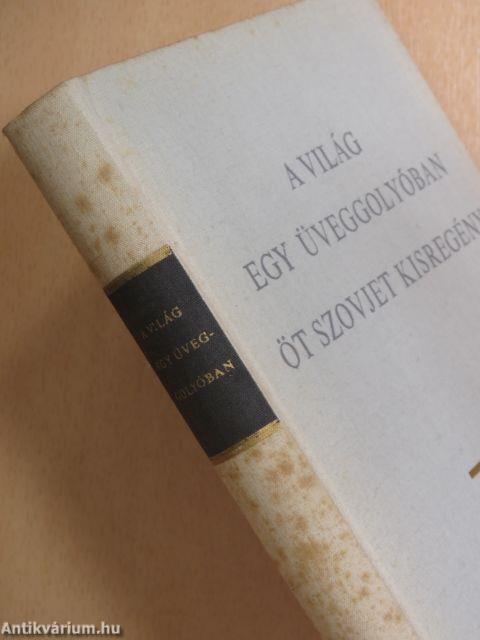 A VILÁG
EGY ÜVEGGOLYÓBAN
ÖT SZOVJET KISREGÉNY
A VILÁG
EGY ÜVEG-
GOLYÓBAN
Antikvárium.hu